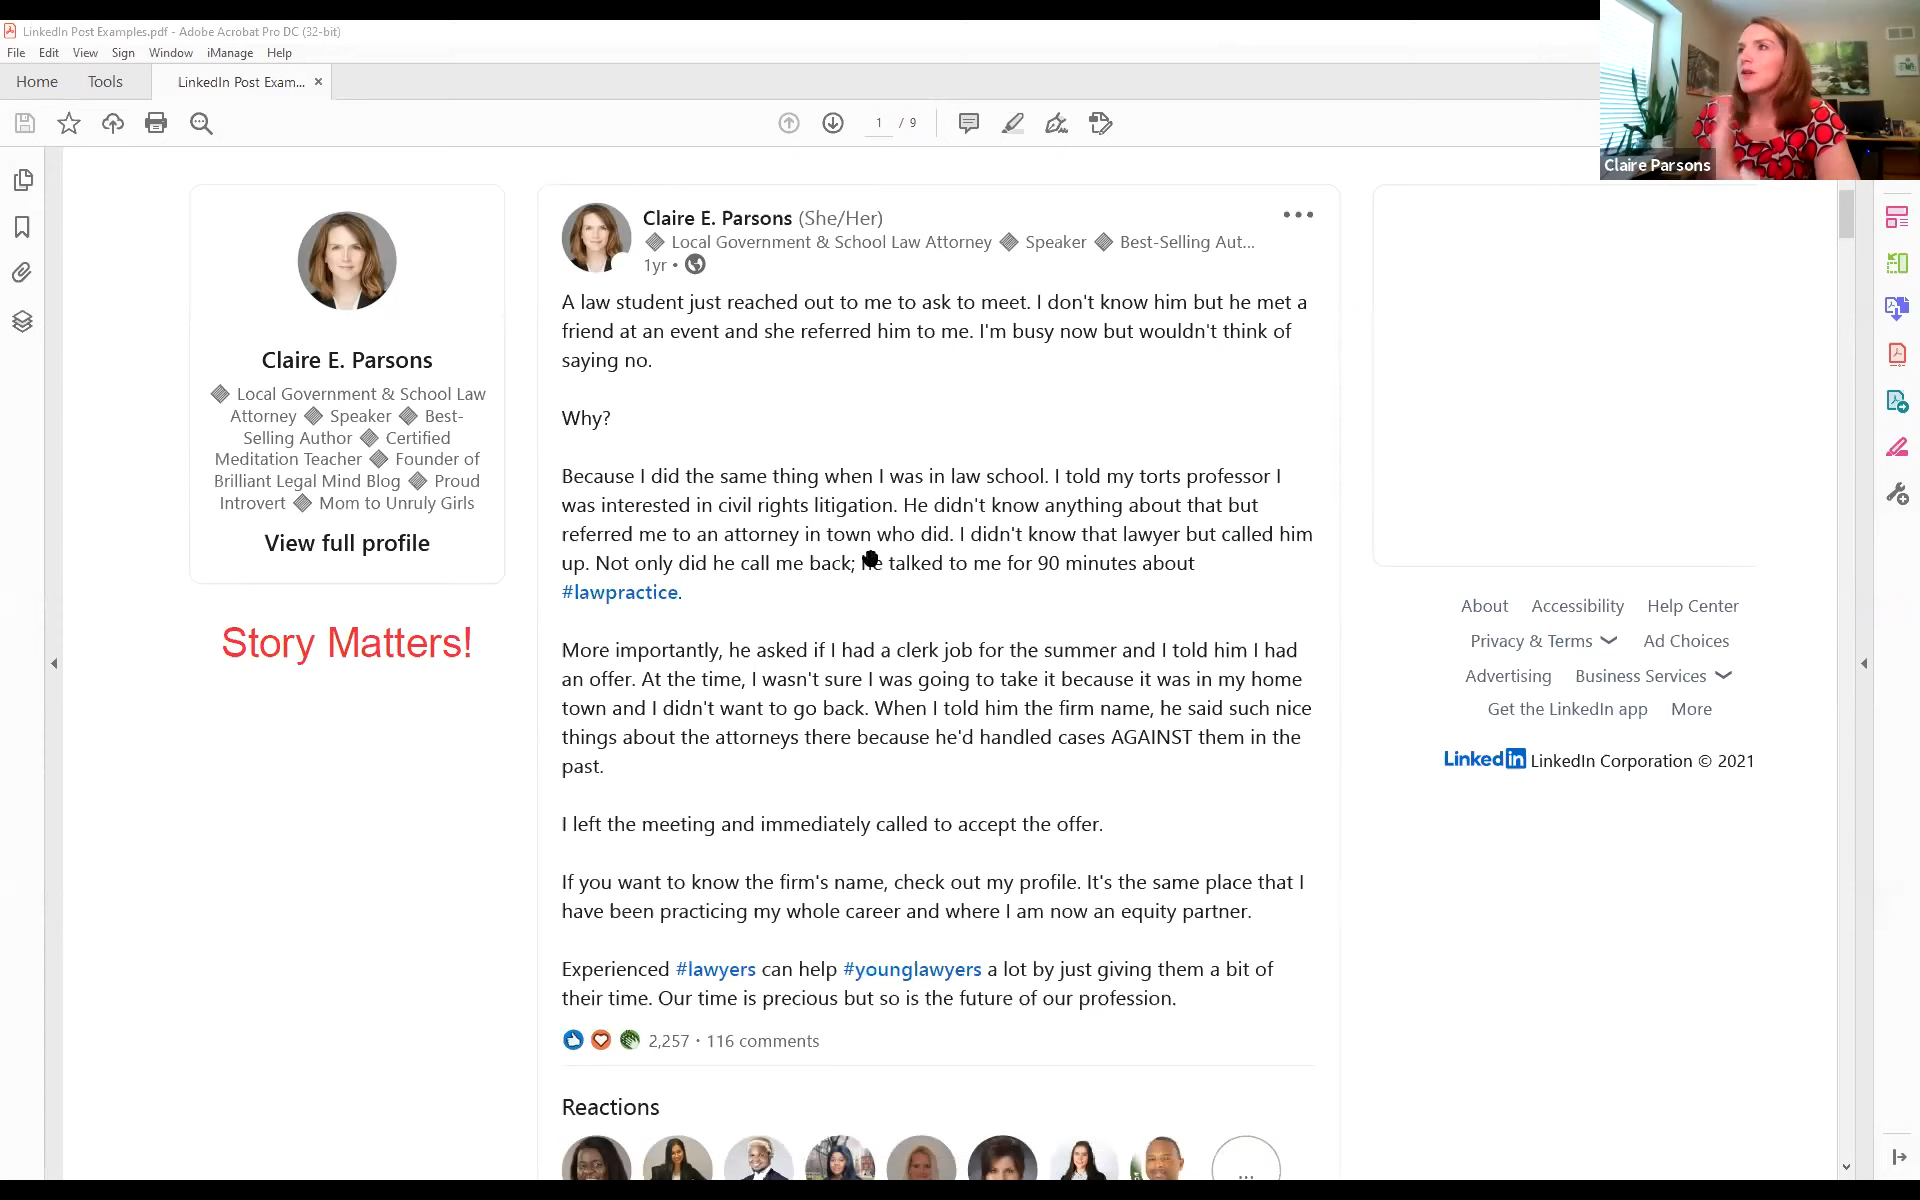 LinkedIn Post Examples.pdf - Adobe Acrobat Pro DC (32-bit)
File Edit View Sign Window iManage Help
Home Tools LinkedIn Post Exam... ×
1 / 9
Claire Parsons
Claire E. Parsons
Local Government & School Law
Attorney Speaker Best-
Selling Author Certified
Meditation Teacher Founder of
Brilliant Legal Mind Blog Proud
Introvert Mom to Unruly Girls
View full profile
Story Matters!
Claire E. Parsons (She/Her)
Local Government & School Law Attorney Speaker Best-Selling Aut...
1yr •
A law student just reached out to me to ask to meet. I don't know him but he met a
friend at an event and she referred him to me. I'm busy now but wouldn't think of
saying no.
Why?
Because I did the same thing when I was in law school. I told my torts professor I
was interested in civil rights litigation. He didn't know anything about that but
referred me to an attorney in town who did. I didn't know that lawyer but called him
up. Not only did he call me back; he talked to me for 90 minutes about
#lawpractice.
More importantly, he asked if I had a clerk job for the summer and I told him I had
an offer. At the time, I wasn't sure I was going to take it because it was in my home
town and I didn't want to go back. When I told him the firm name, he said such nice
things about the attorneys there because he'd handled cases AGAINST them in the
past.
I left the meeting and immediately called to accept the offer.
If you want to know the firm's name, check out my profile. It's the same place that I
have been practicing my whole career and where I am now an equity partner.
Experienced #lawyers can help #younglawyers a lot by just giving them a bit of
their time. Our time is precious but so is the future of our profession.
2,257 • 116 comments
Reactions
...
About Accessibility Help Center
Privacy & Terms Ad Choices
Advertising Business Services
Get the LinkedIn app More
LinkedIn LinkedIn Corporation © 2021